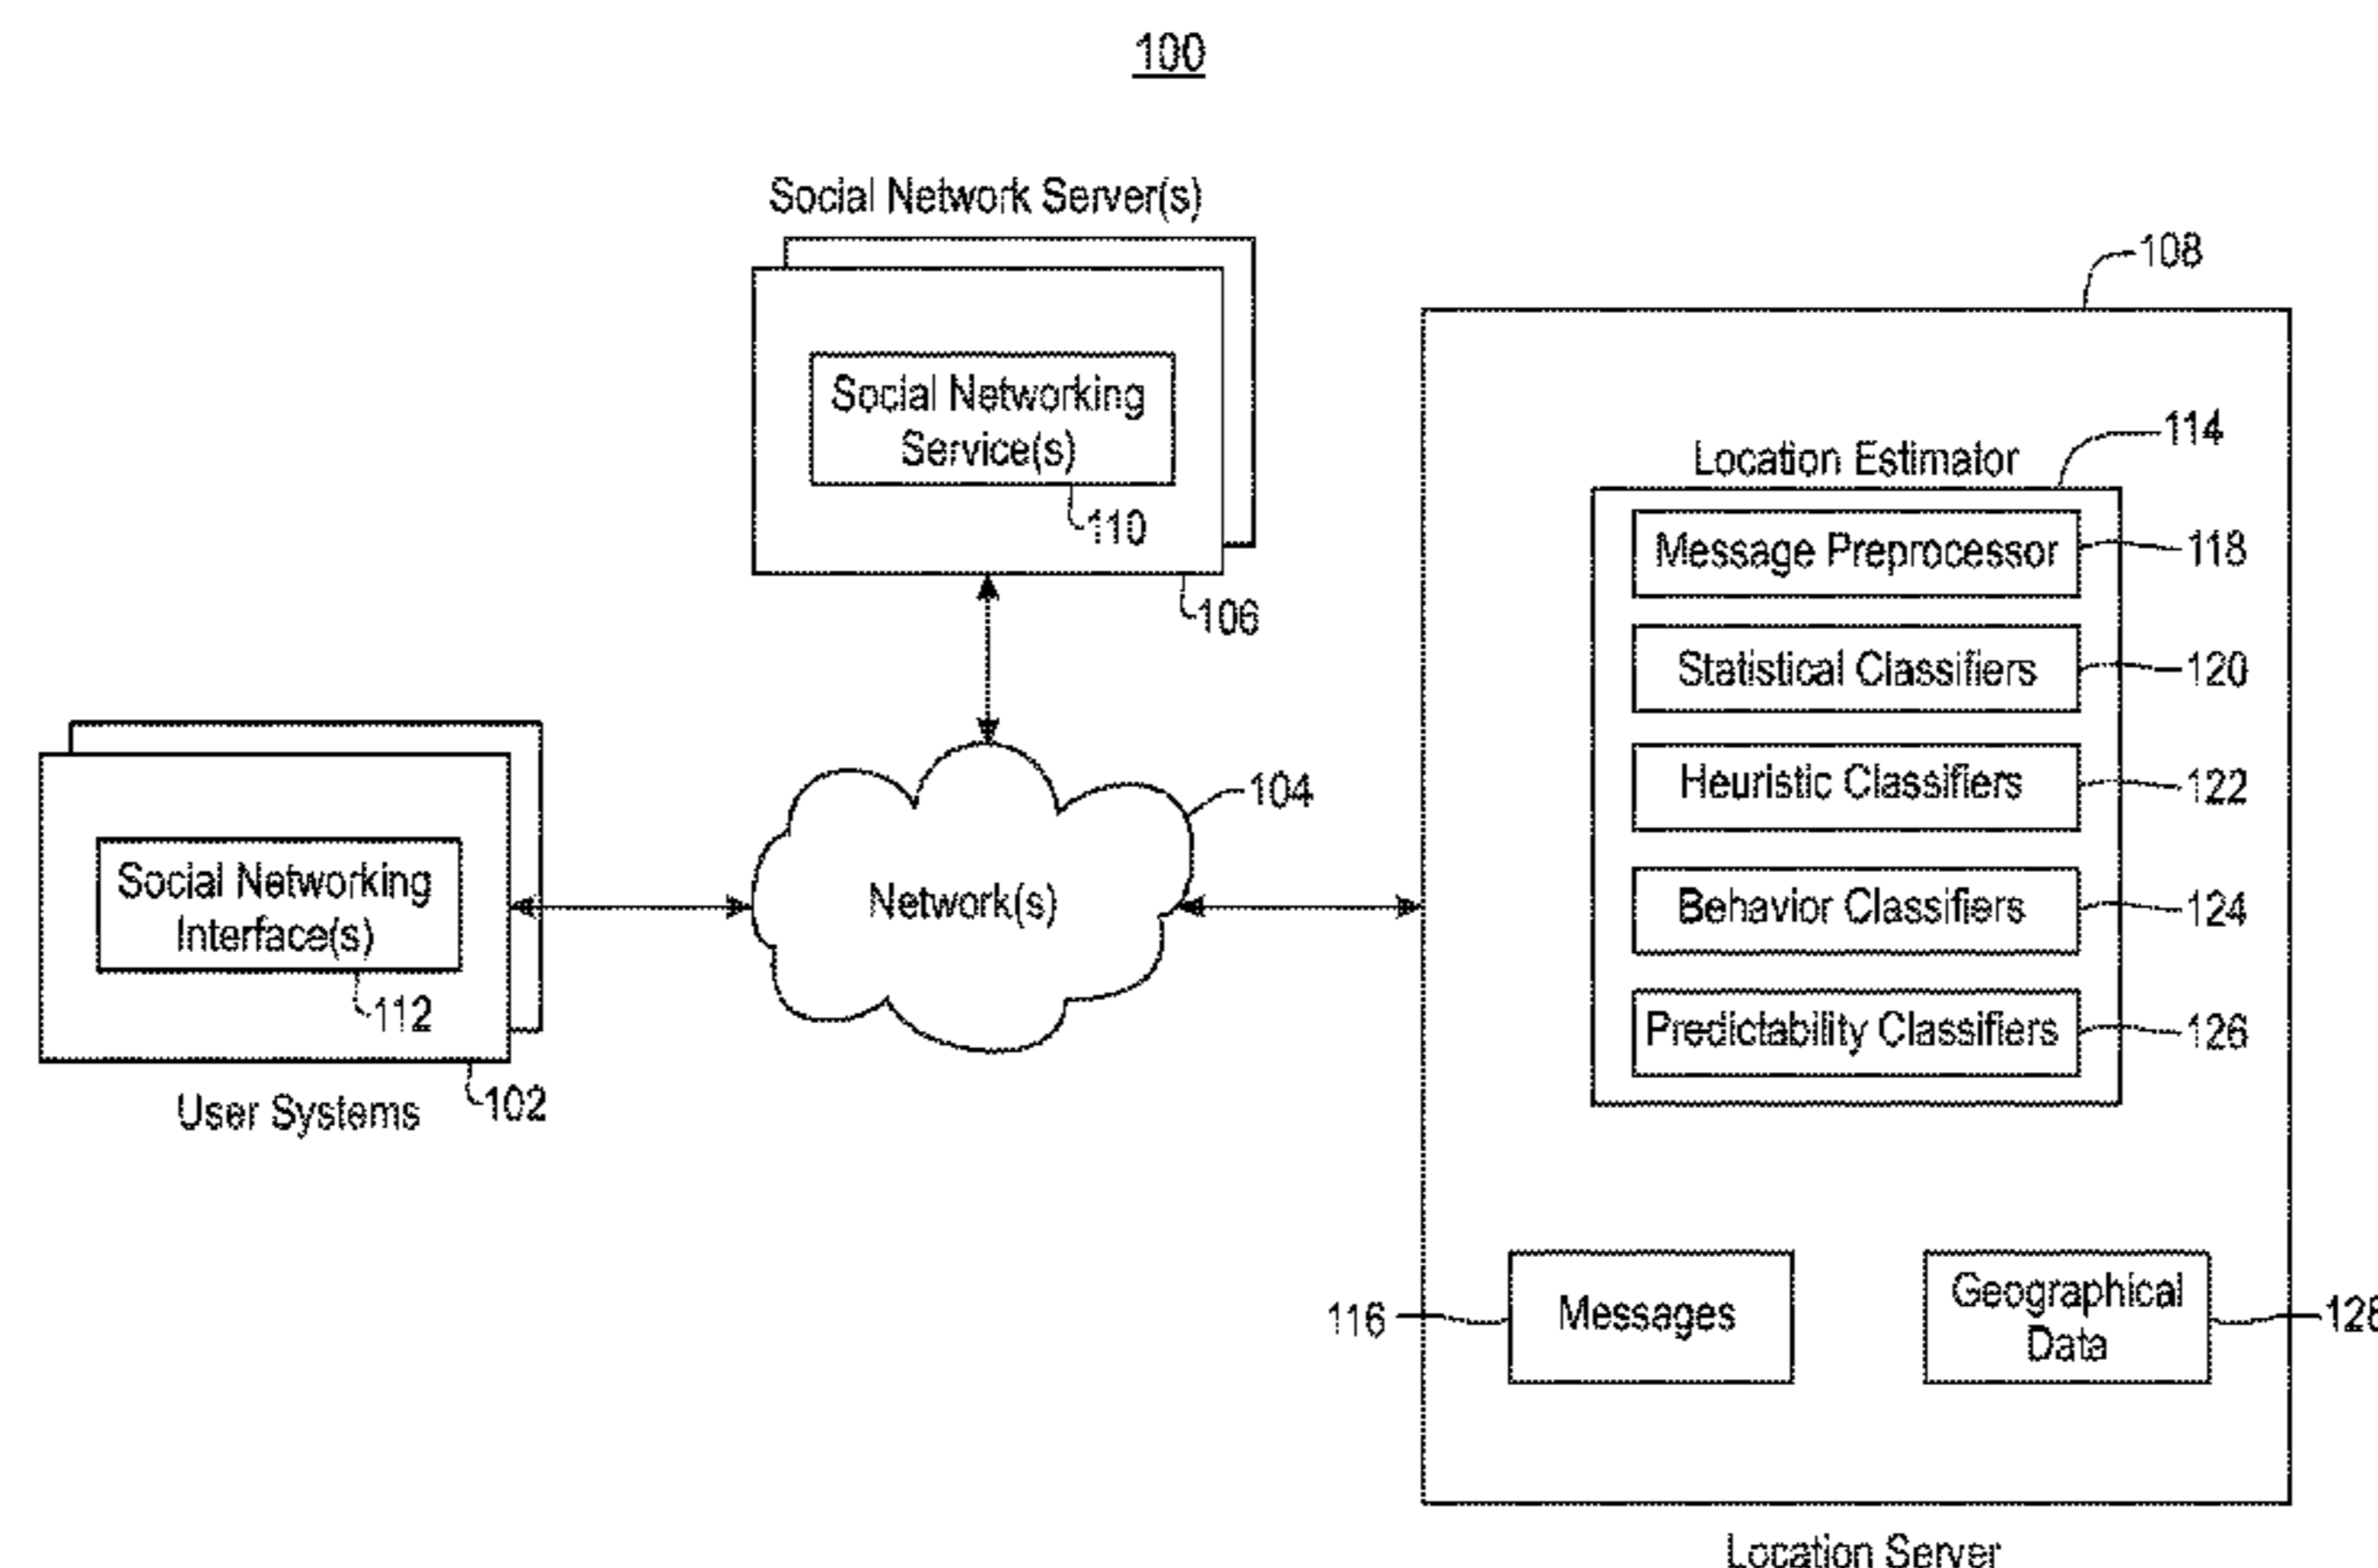 100
Social Network Server(s)
Social Networking
Service(s)
110
106
108
Location Estimator
114
Message Preprocessor
118
Statistical Classifiers
120
Heuristic Classifiers
122
Behavior Classifiers
124
Predictability Classifiers
126
Social Networking
Interface(s)
112
102
User Systems
Network(s)
104
116
Messages
Geographical
Data
128
Location Server